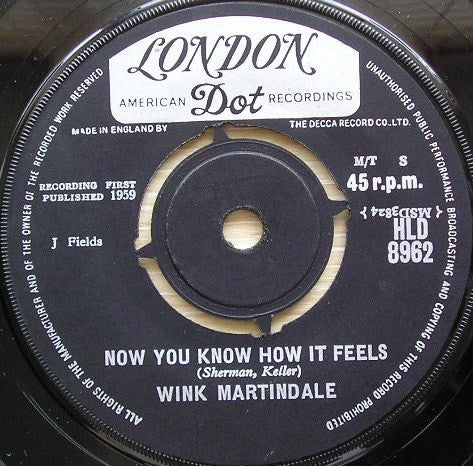 LONDON
AMERICAN Dot RECORDINGS
MADE IN ENGLAND BY THE DECCA RECORD CO., LTD.
RECORDING FIRST
PUBLISHED 1959
M/T S
45 r.p.m.
(MSD3824)
HLD
8962
J Fields
NOW YOU KNOW HOW IT FEELS
(Sherman, Keller)
WINK MARTINDALE
ALL RIGHTS OF THE MANUFACTURER AND OF THE OWNER OF THE RECORDED WORK RESERVED
UNAUTHORISED PUBLIC PERFORMANCE BROADCASTING AND COPYING OF THIS RECORD PROHIBITED